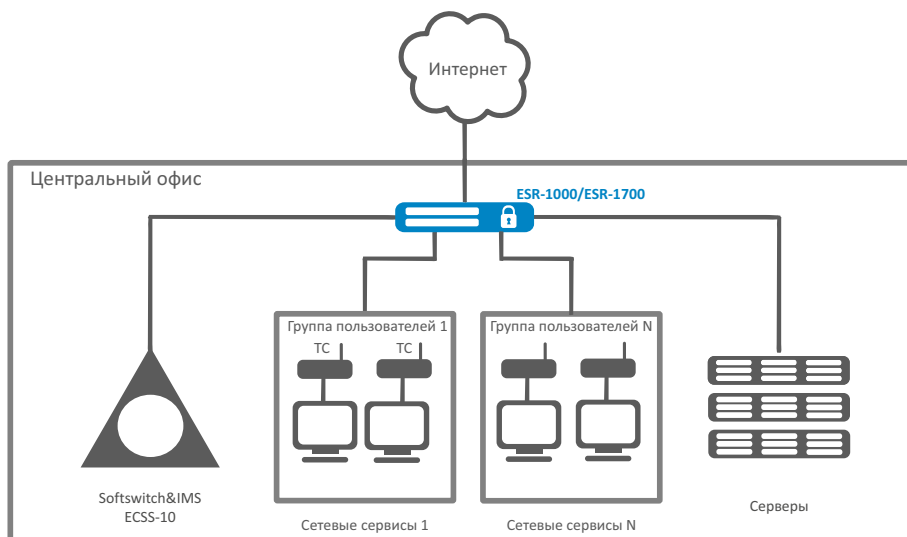 Интернет
Центральный офис
ESR-1000/ESR-1700
Группа пользователей 1
Группа пользователей N
ТС
ТС
Softswitch&IMS
ECSS-10
Сетевые сервисы 1
Сетевые сервисы N
Серверы